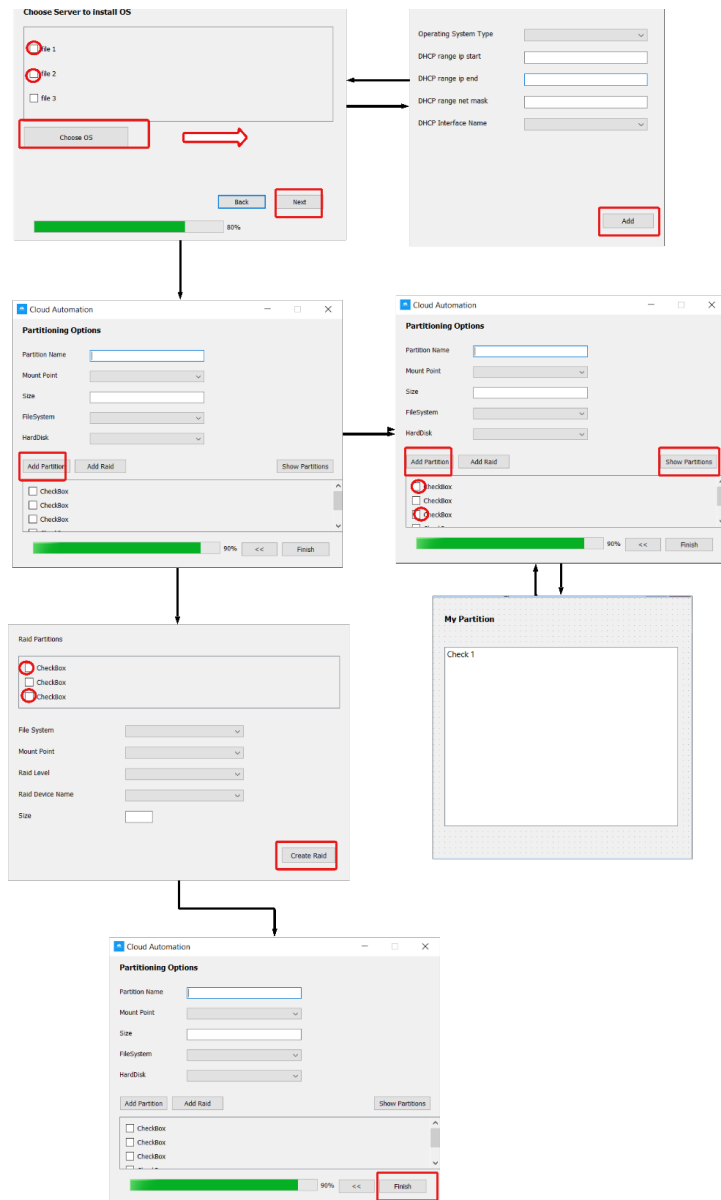 Choose Server to install OS
file 1
file 2
file 3
Choose OS
Back Next
80%
Operating System Type
DHCP range ip start
DHCP range ip end
DHCP range net mask
DHCP Interface Name
Add
Cloud Automation
Partitioning Options
Partition Name
Mount Point
Size
FileSystem
HardDisk
Add Partition Add Raid Show Partitions
CheckBox
CheckBox
CheckBox
90% << Finish
Cloud Automation
Partitioning Options
Partition Name
Mount Point
Size
FileSystem
HardDisk
Add Partition Add Raid Show Partitions
CheckBox
CheckBox
CheckBox
90% << Finish
Raid Partitions
CheckBox
CheckBox
CheckBox
File System
Mount Point
Raid Level
Raid Device Name
Size
Create Raid
My Partition
Check 1
Cloud Automation
Partitioning Options
Partition Name
Mount Point
Size
FileSystem
HardDisk
Add Partition Add Raid Show Partitions
CheckBox
CheckBox
CheckBox
90% << Finish